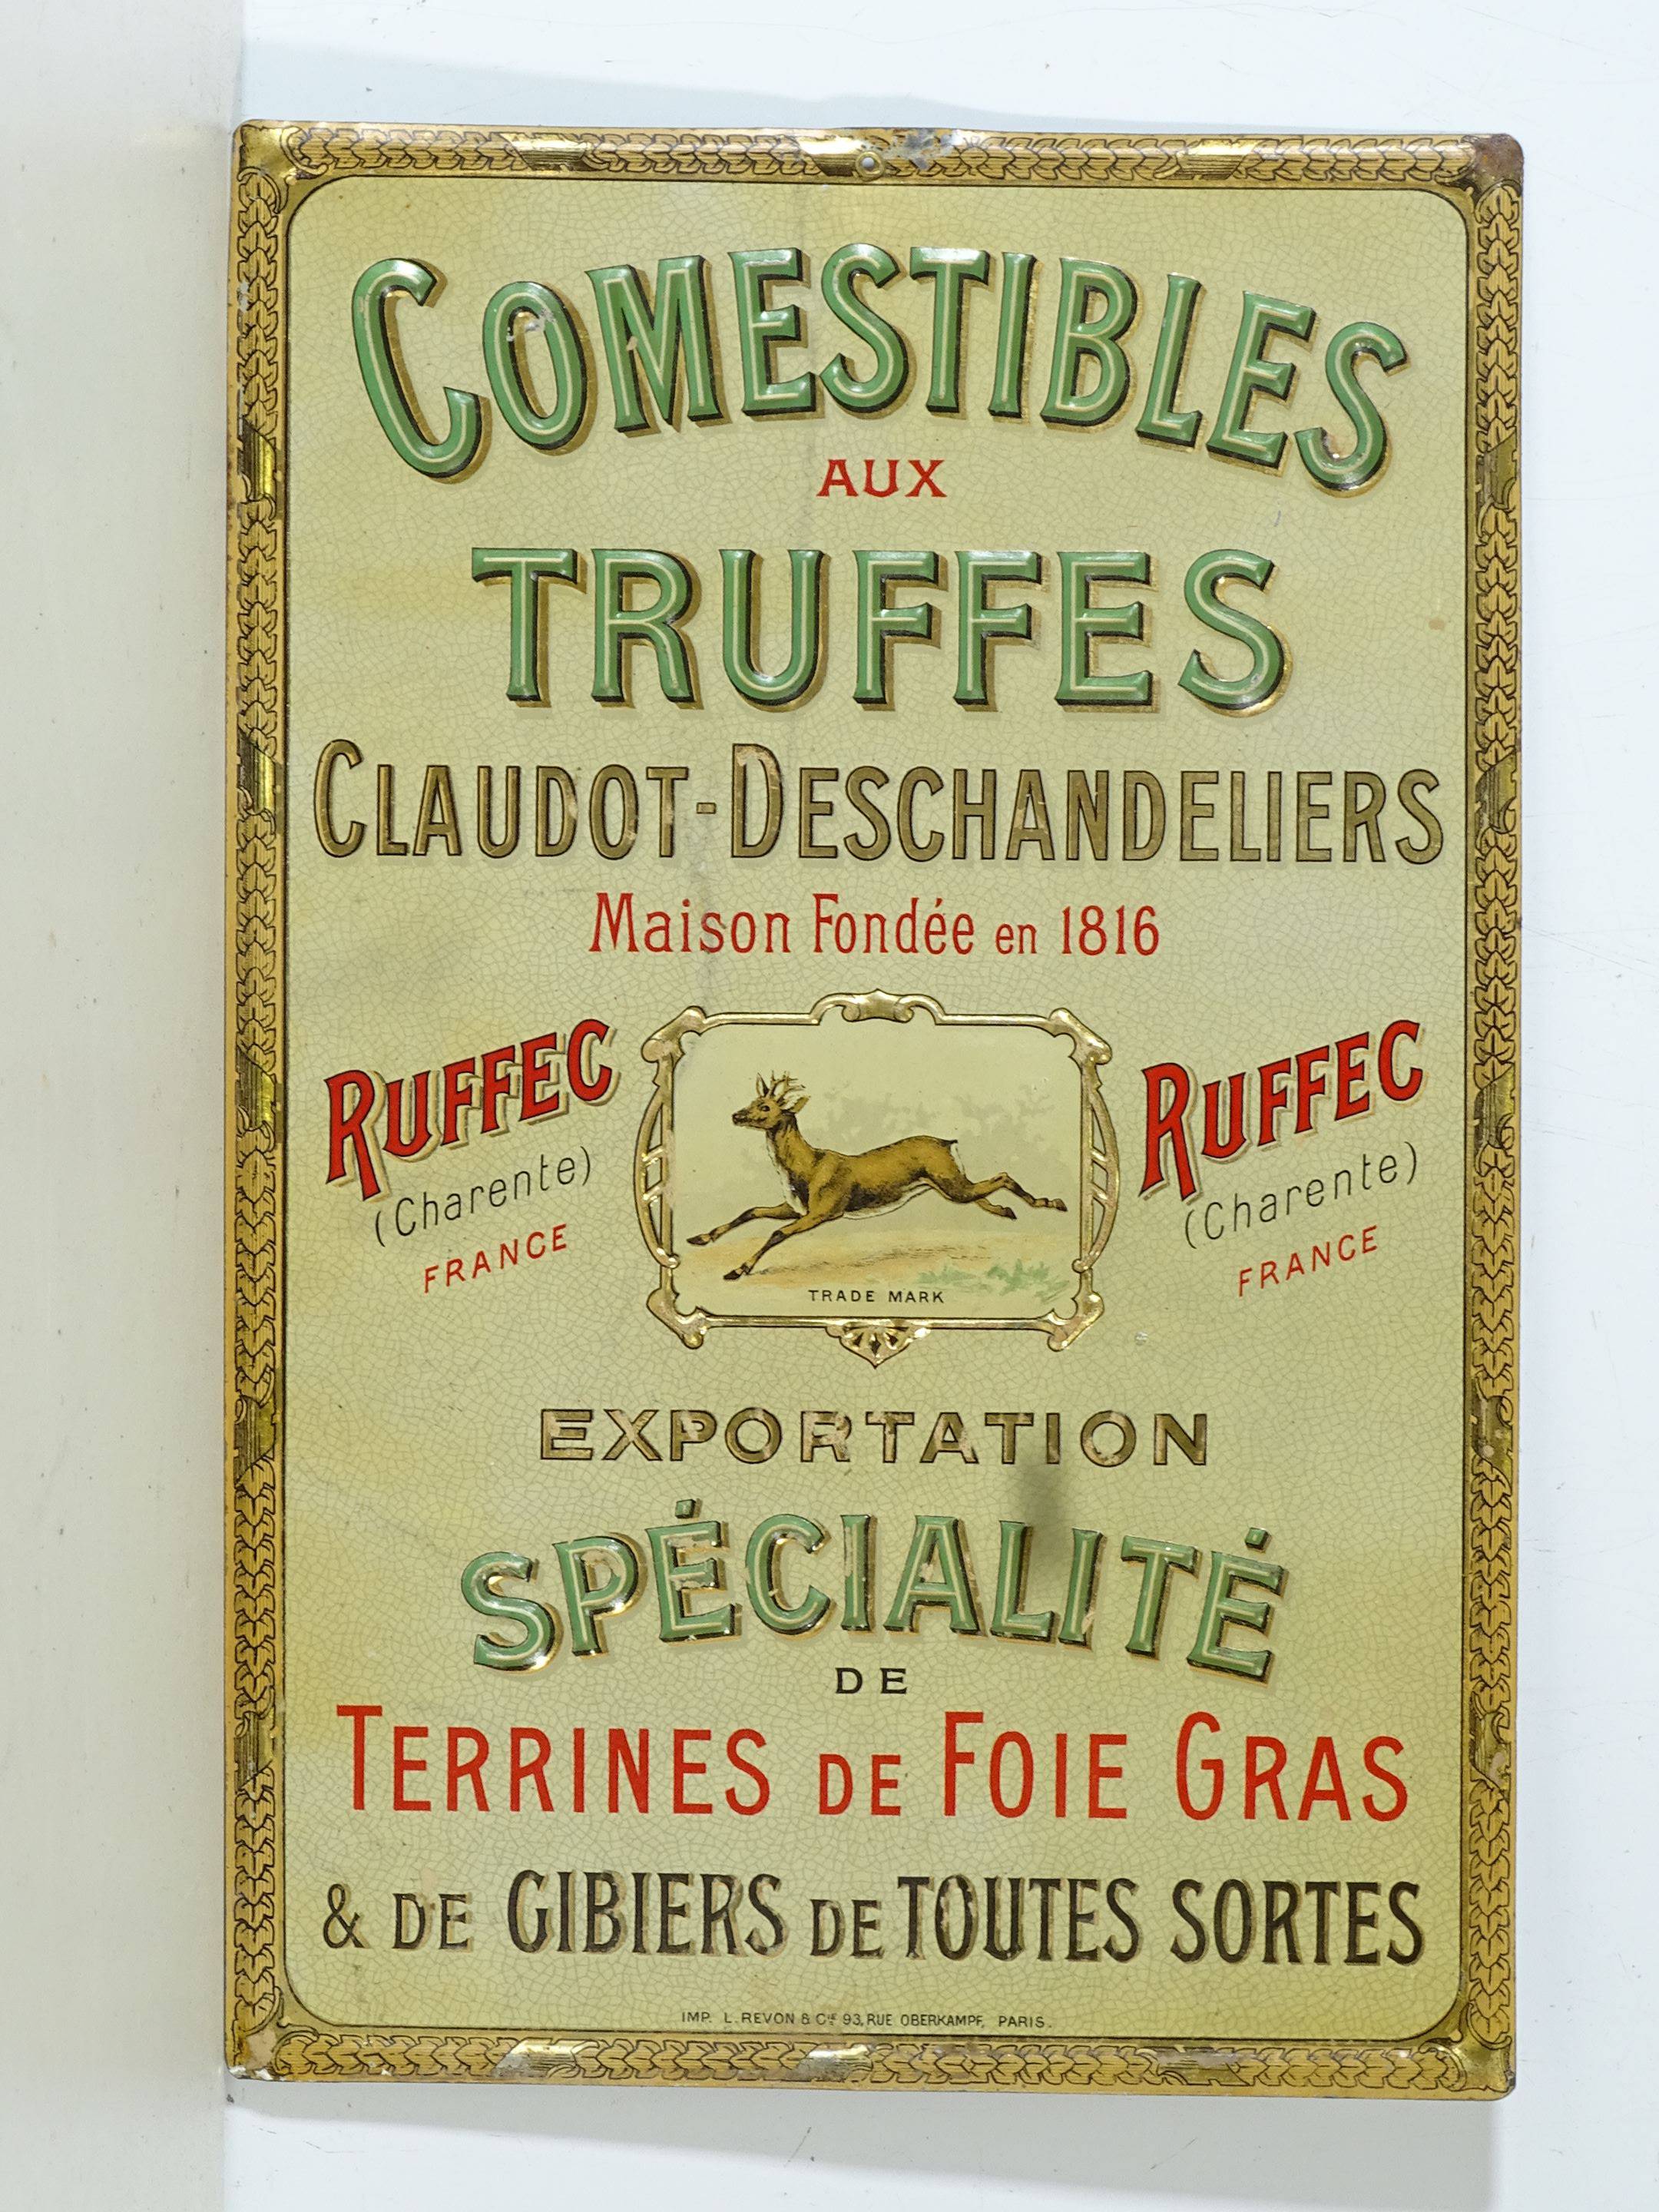 COMESTIBLES
AUX
TRUFFES
CLAUDOT-DESCHANDELIERS
Maison Fondée en 1816
RUFFEC
(Charente)
FRANCE
TRADE MARK
RUFFEC
(Charente)
FRANCE
EXPORTATION
SPÉCIALITÉ
DE
TERRINES DE FOIE GRAS
& DE GIBIERS DE TOUTES SORTES
IMP. L. REVON & Cie 93, RUE OBERKAMPF, PARIS.